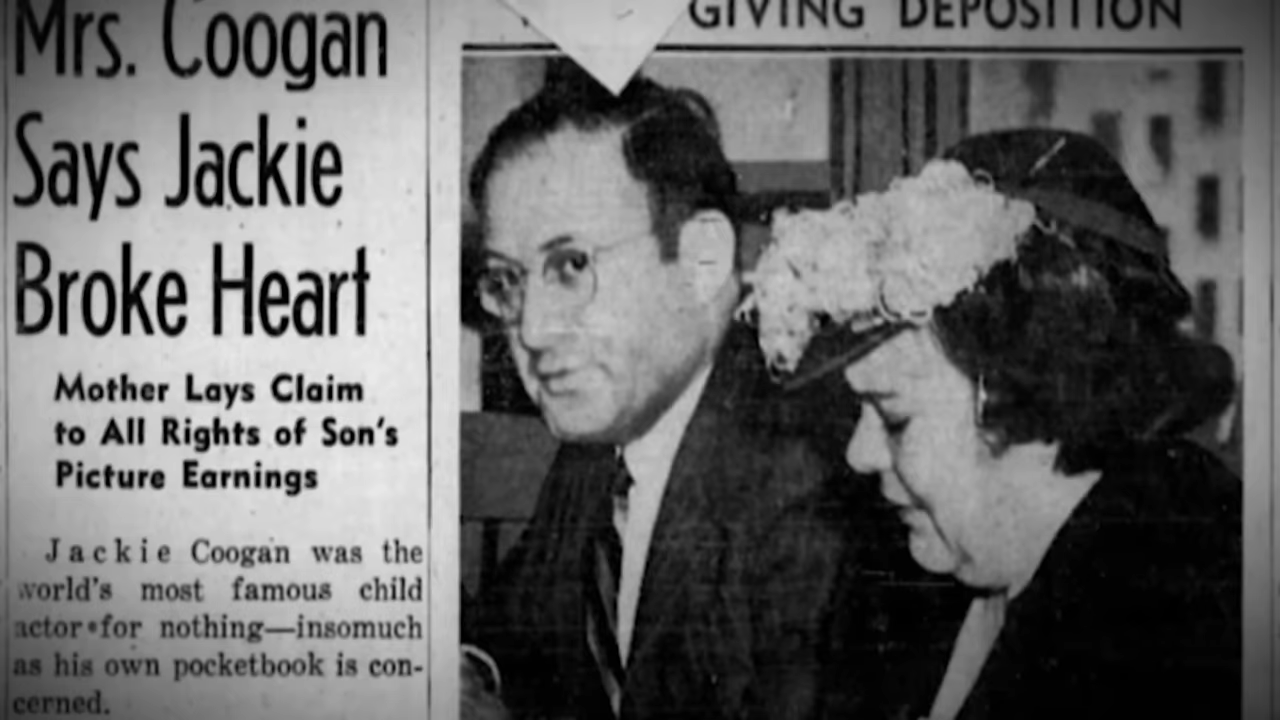 Mrs. Coogan
Says Jackie
Broke Heart
Mother Lays Claim
to All Rights of Son's
Picture Earnings
Jackie Coogan was the
world's most famous child
actor for nothing—insomuch
as his own pocketbook is con-
cerned.
GIVING DEPOSITION